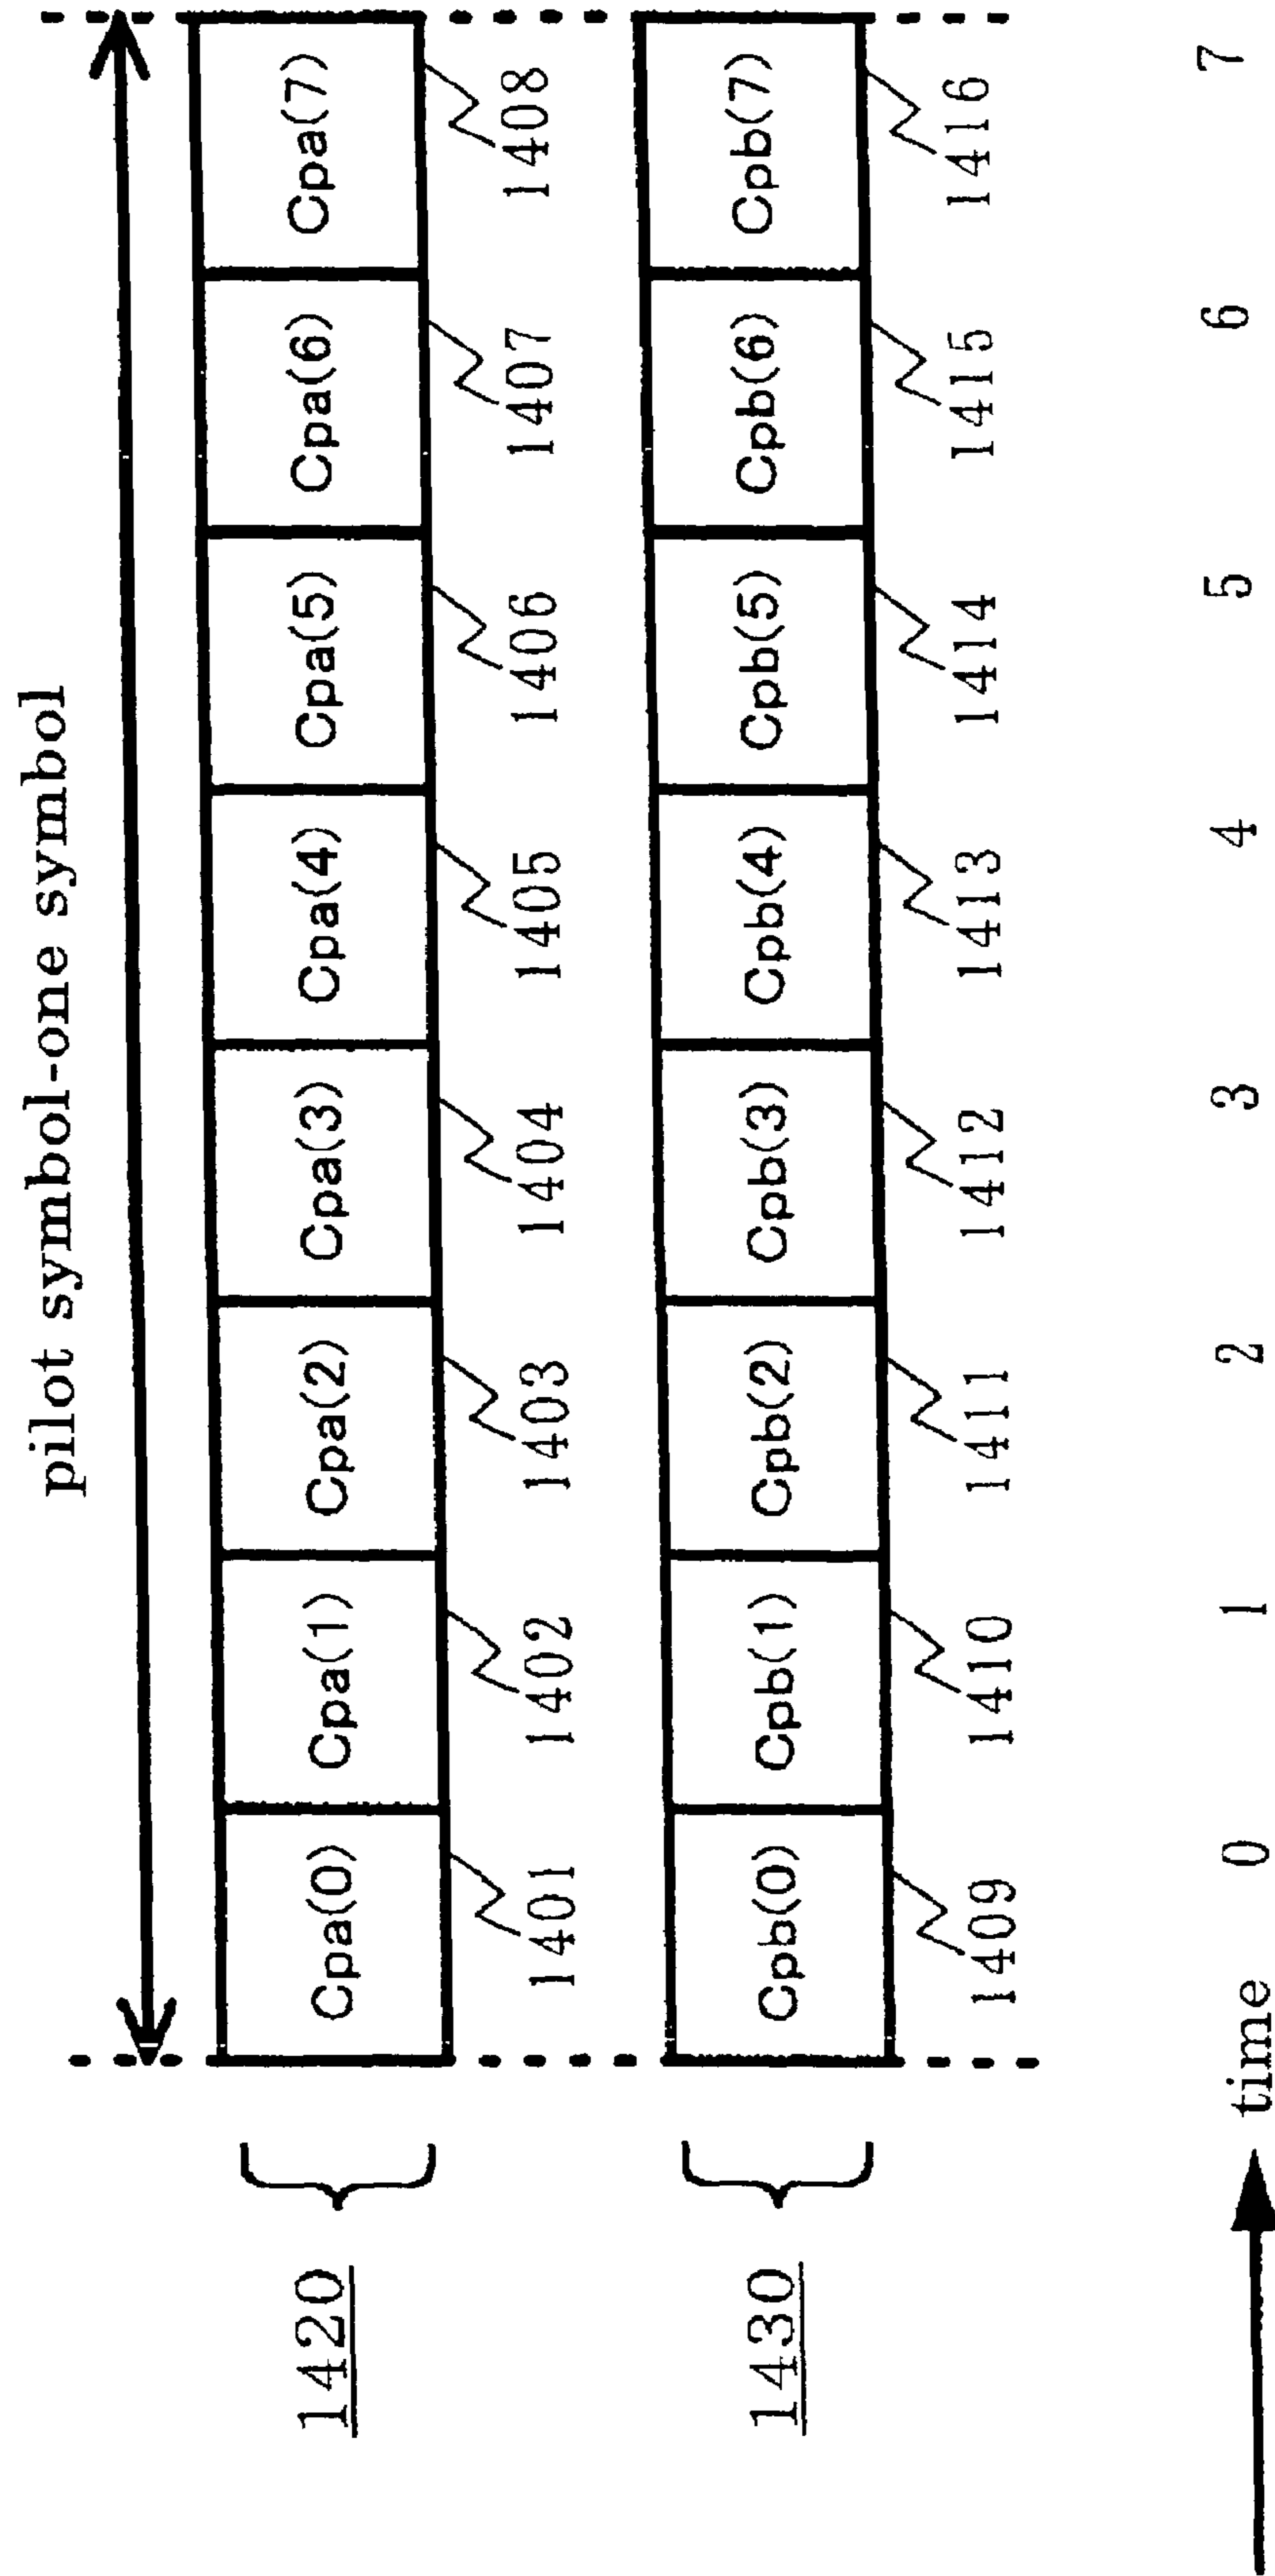 pilot symbol-one symbol
1420
Cpa(0) Cpa(1) Cpa(2) Cpa(3) Cpa(4) Cpa(5) Cpa(6) Cpa(7)
1401 1402 1403 1404 1405 1406 1407 1408
1430
Cpb(0) Cpb(1) Cpb(2) Cpb(3) Cpb(4) Cpb(5) Cpb(6) Cpb(7)
1409 1410 1411 1412 1413 1414 1415 1416
time 0 1 2 3 4 5 6 7